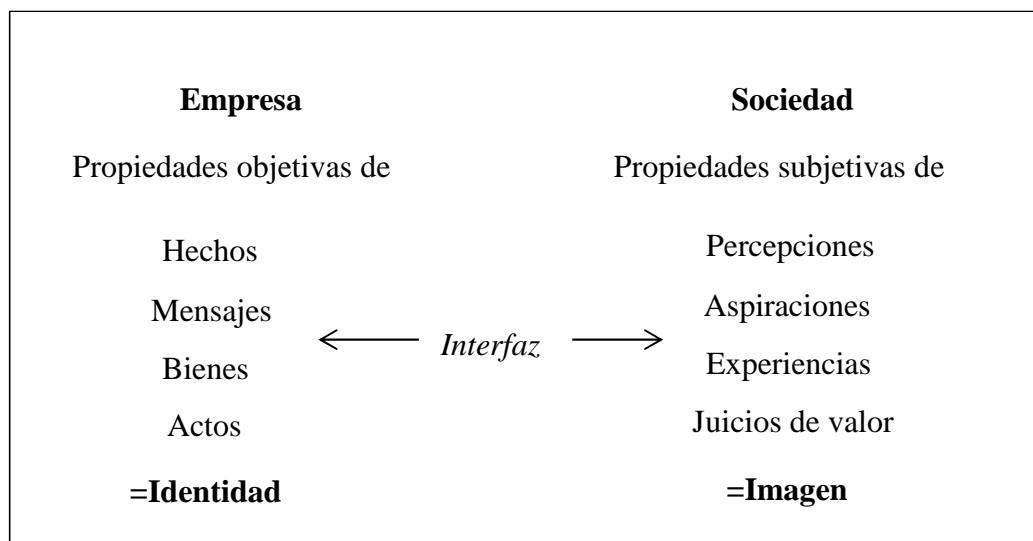 Empresa
Propiedades objetivas de
Hechos
Mensajes
Bienes
Actos
=Identidad
Interfaz
Sociedad
Propiedades subjetivas de
Percepciones
Aspiraciones
Experiencias
Juicios de valor
=Imagen